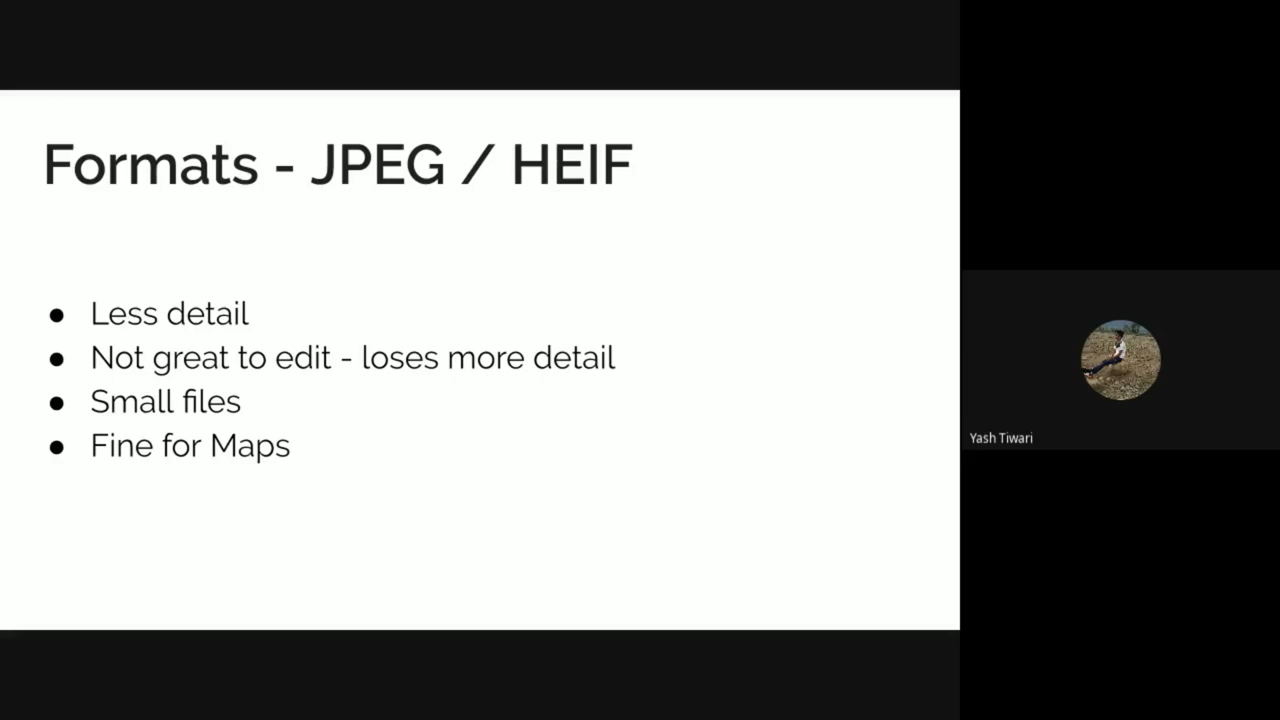 Formats - JPEG / HEIF
● Less detail
● Not great to edit - loses more detail
● Small files
● Fine for Maps
Yash Tiwari